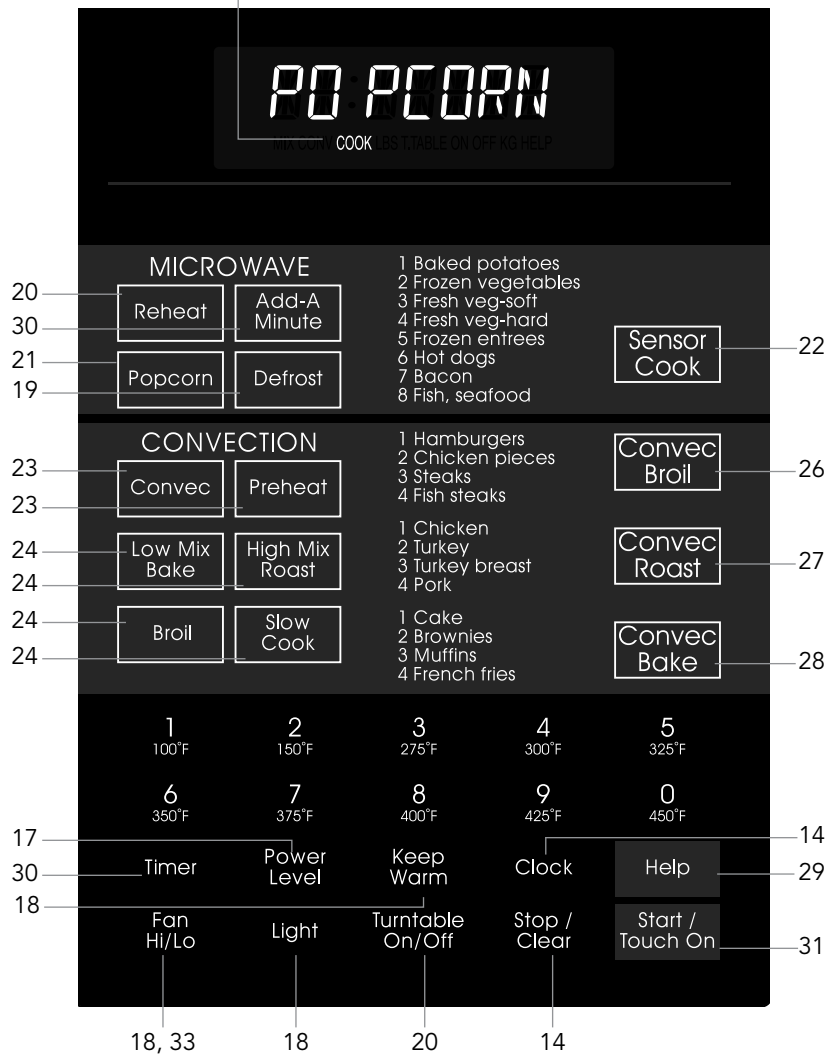 PO PCORN
MIX CONV COOK LBS T.TABLE ON OFF KG HELP
MICROWAVE
20
Reheat
30
Add-A
Minute
21
Popcorn
19
Defrost
1 Baked potatoes
2 Frozen vegetables
3 Fresh veg-soft
4 Fresh veg-hard
5 Frozen entrees
6 Hot dogs
7 Bacon
8 Fish, seafood
Sensor
Cook
22
CONVECTION
23
Convec
23
Preheat
24
Low Mix
Bake
24
High Mix
Roast
24
Broil
24
Slow
Cook
1 Hamburgers
2 Chicken pieces
3 Steaks
4 Fish steaks
Convec
Broil
26
1 Chicken
2 Turkey
3 Turkey breast
4 Pork
Convec
Roast
27
1 Cake
2 Brownies
3 Muffins
4 French fries
Convec
Bake
28
1 2 3 4 5
100°F 150°F 275°F 300°F 325°F
6 7 8 9 0
350°F 375°F 400°F 425°F 450°F
17
30
18
Timer
Power
Level
Keep
Warm
Clock
14
Help
29
Fan
Hi/Lo
Light
Turntable
On/Off
Stop /
Clear
Start /
Touch On
31
18, 33 18 20 14